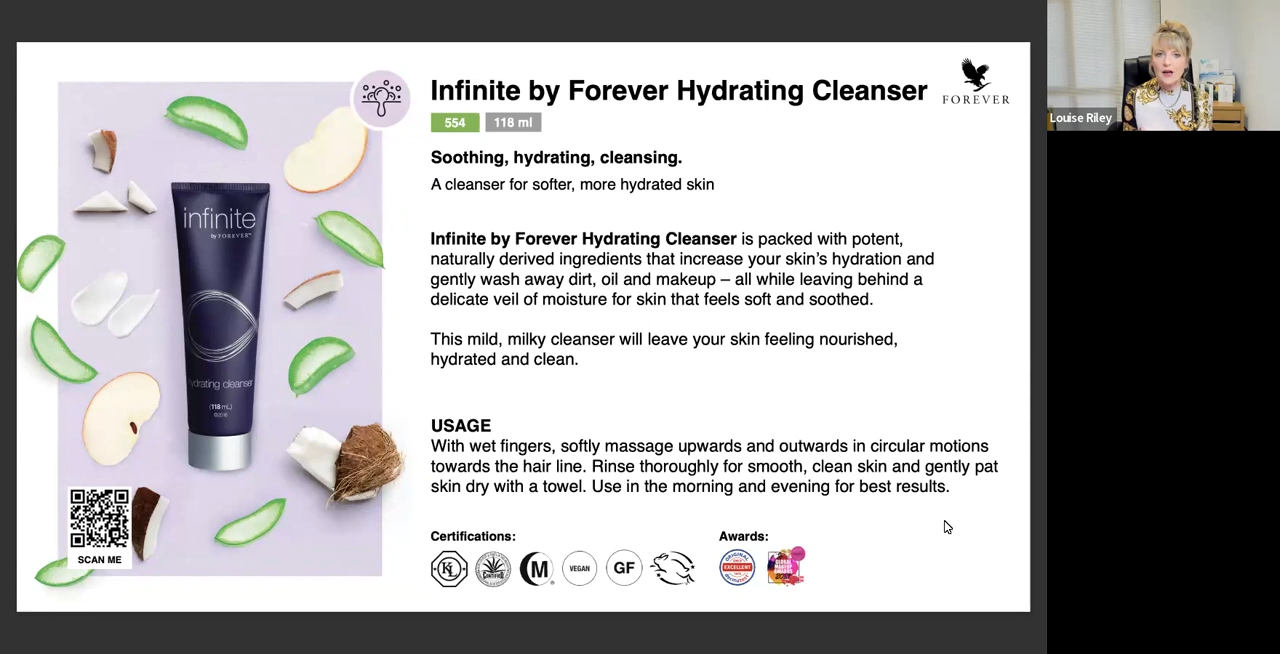 Infinite by Forever Hydrating Cleanser
FOREVER
554
118 ml
Soothing, hydrating, cleansing.
A cleanser for softer, more hydrated skin
Infinite by Forever Hydrating Cleanser is packed with potent,
naturally derived ingredients that increase your skin's hydration and
gently wash away dirt, oil and makeup – all while leaving behind a
delicate veil of moisture for skin that feels soft and soothed.
This mild, milky cleanser will leave your skin feeling nourished,
hydrated and clean.
USAGE
With wet fingers, softly massage upwards and outwards in circular motions
towards the hair line. Rinse thoroughly for smooth, clean skin and gently pat
skin dry with a towel. Use in the morning and evening for best results.
Certifications:
Awards:
VEGAN
GF
M
ORIGINAL
EXCELLENT
infinite
by FOREVER™
hydrating cleanser
(118 mL)
SCAN ME
Louise Riley